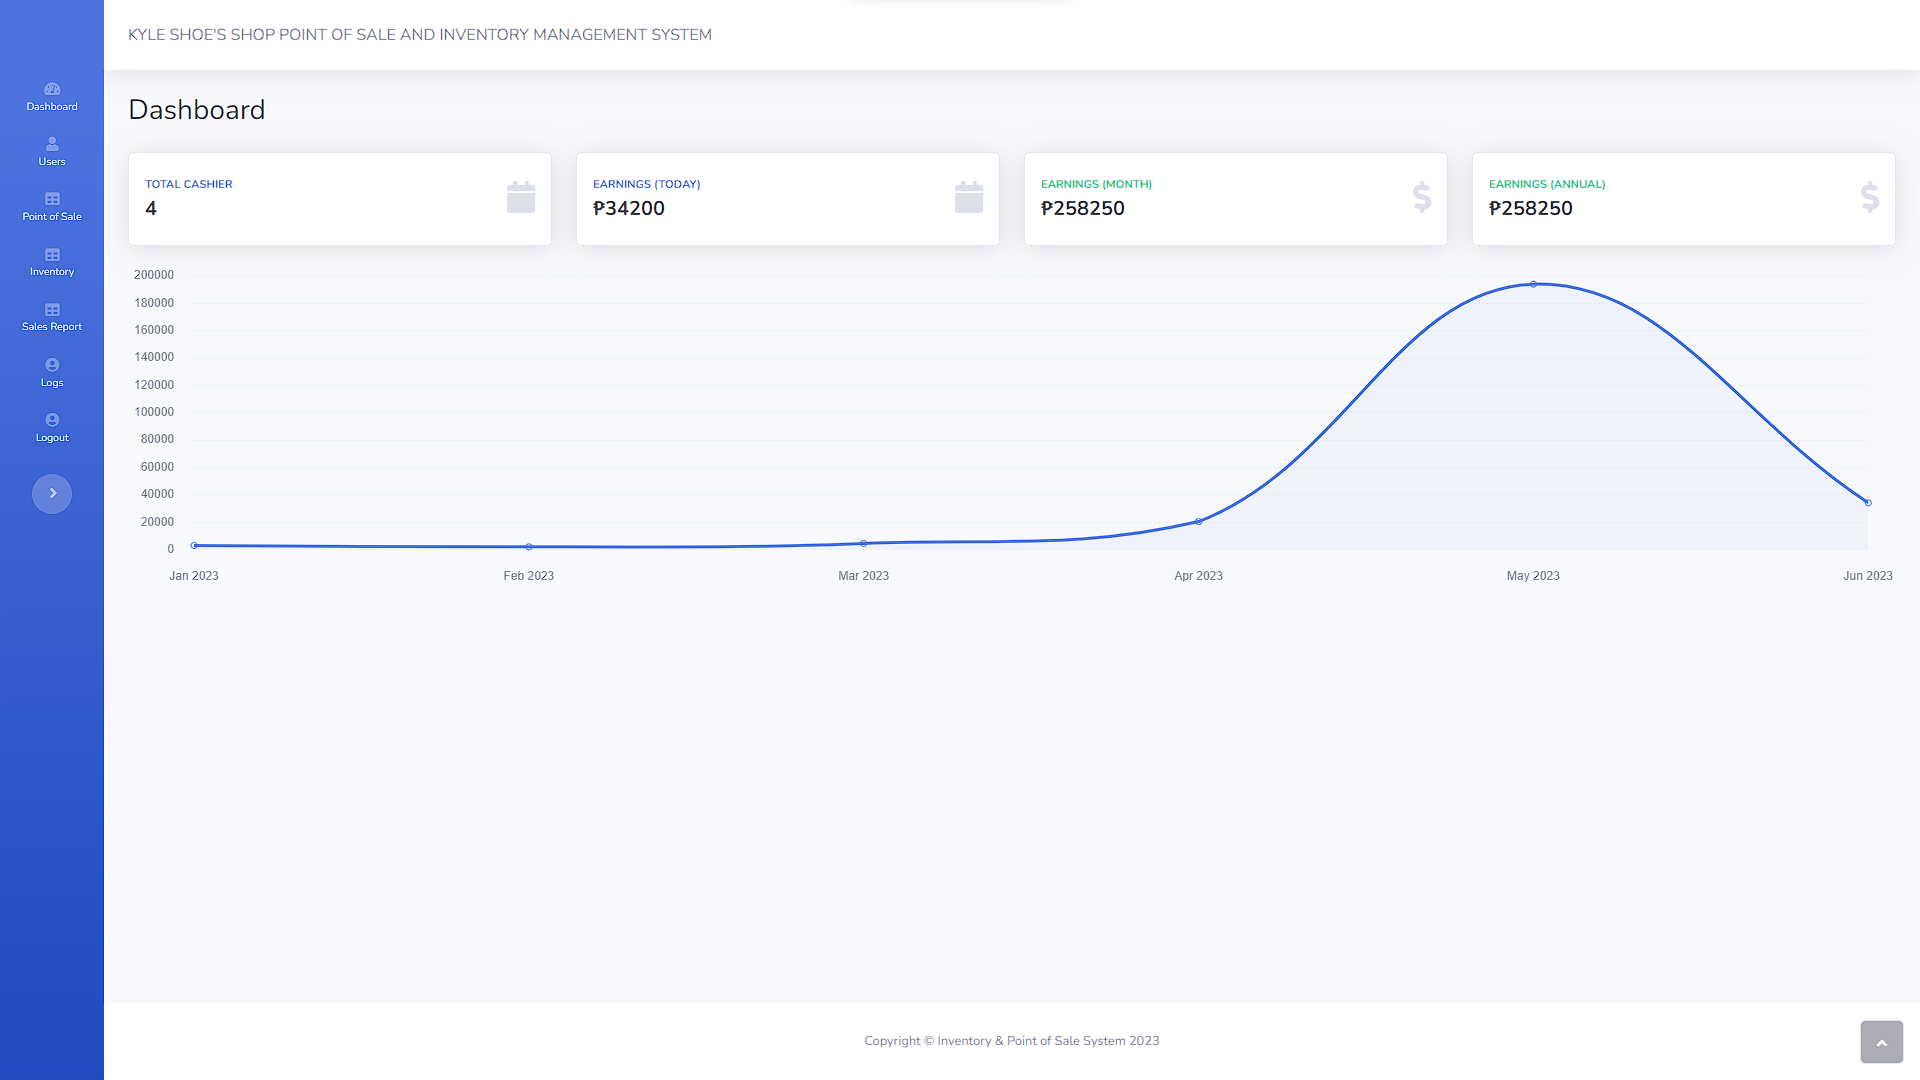 KYLE SHOE'S SHOP POINT OF SALE AND INVENTORY MANAGEMENT SYSTEM
Dashboard
Users
Point of Sale
Inventory
Sales Report
Logs
Logout
Dashboard
TOTAL CASHIER
4
EARNINGS (TODAY)
₱34200
EARNINGS (MONTH)
₱258250
EARNINGS (ANNUAL)
₱258250
200000
180000
160000
140000
120000
100000
80000
60000
40000
20000
0
Jan 2023 Feb 2023 Mar 2023 Apr 2023 May 2023 Jun 2023
Copyright © Inventory & Point of Sale System 2023